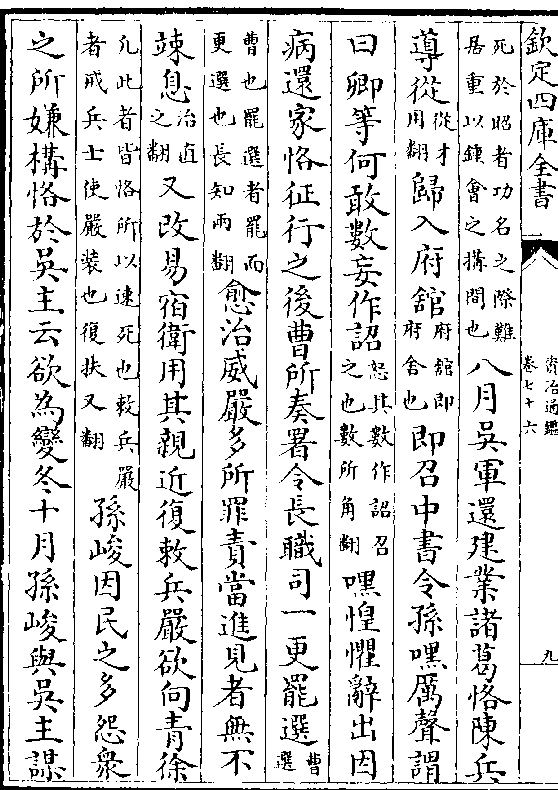 欽定四庫全書
資治通鑑
卷七十六
九
死於昭者功名之際難
居重以鍾會之搆間也八月吳軍還建業諸葛恪陳兵
導從從才
用翻歸入府舘府舘即
府舍也即召中書令孫嘿厲聲謂
曰卿等何敢數妄作詔怒其數作詔召
之也數所角翻嘿惶懼辭出因
病還家恪征行之後曹所奏署令長職司一更罷選曹
選
曹也罷選者罷而
更選也長知兩翻愈治威嚴多所罪責當進見者無不
竦息治直
之翻又改易宿衛用其親近復敕兵嚴欲向青徐
凡此者皆恪所以速死也敕兵嚴
者戒兵士使嚴裝也復扶又翻孫峻因民之多怨衆
之所嫌構恪於吳主云欲為變冬十月孫峻與吳主謀